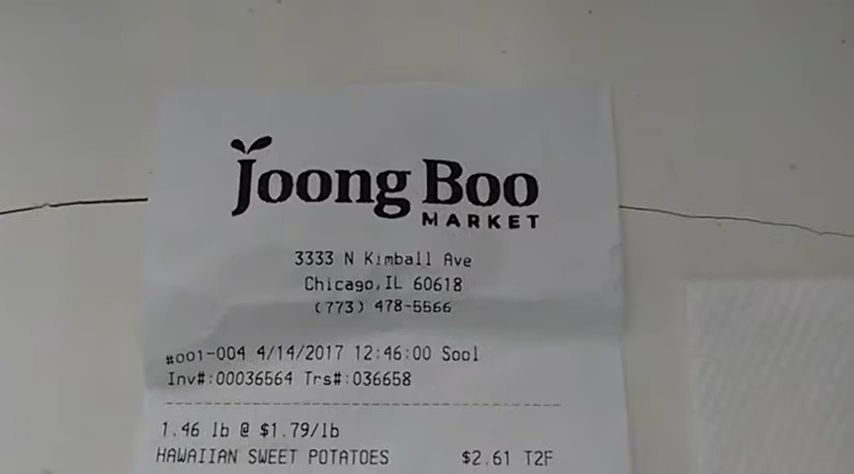 Joong Boo
MARKET
3333 N Kimball Ave
Chicago,IL 60618
(773) 478-5566
#001-004 4/14/2017 12:46:00 Sool
Inv#:00036564 Trs#:036658
1.46 lb @ $1.79/lb
HAWAIIAN SWEET POTATOES $2.61 T2F